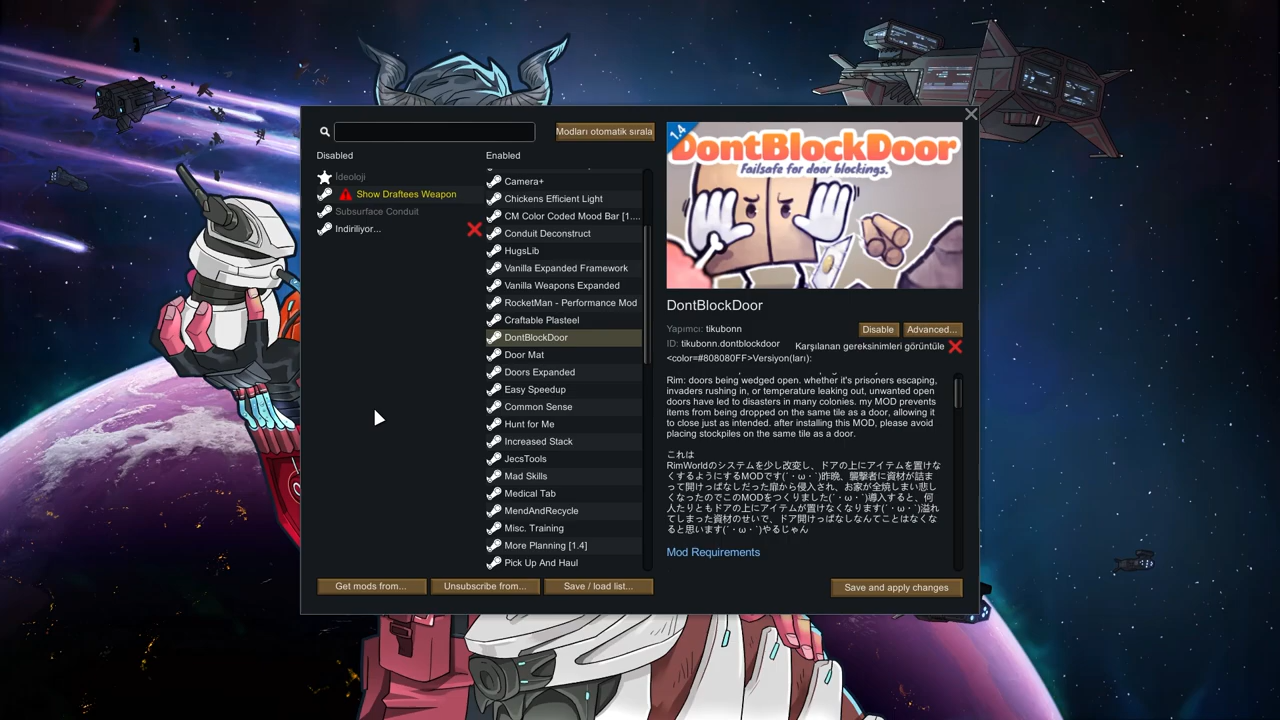 Modları otomatik sırala
Disabled
Enabled
İdeoloji
Show Draftees Weapon
Subsurface Conduit
Indiriliyor...
Camera+
Chickens Efficient Light
CM Color Coded Mood Bar [1....
Conduit Deconstruct
HugsLib
Vanilla Expanded Framework
Vanilla Weapons Expanded
RocketMan - Performance Mod
Craftable Plasteel
DontBlockDoor
Door Mat
Doors Expanded
Easy Speedup
Common Sense
Hunt for Me
Increased Stack
JecsTools
Mad Skills
Medical Tab
MendAndRecycle
Misc. Training
More Planning [1.4]
Pick Up And Haul
Get mods from...
Unsubscribe from...
Save / load list...
1.4
DontBlockDoor
Failsafe for door blockings.
DontBlockDoor
Yapımcı: tikubonn
Disable
Advanced...
ID: tikubonn.dontblockdoor
Karşılanan gereksinimleri görüntüle
<color=#808080FF>Versiyon(ları):
Rim: doors being wedged open. whether it's prisoners escaping,
invaders rushing in, or temperature leaking out, unwanted open
doors have led to disasters in many colonies. my MOD prevents
items from being dropped on the same tile as a door, allowing it
to close just as intended. after installing this MOD, please avoid
placing stockpiles on the same tile as a door.
これは
RimWorldのシステムを少し改変し、ドアの上にアイテムを置けな
くするようにするMODです(´・ω・`)昨晩、襲撃者に資材が詰ま
って開けっぱなしだった扉から侵入され、お家が全焼しまい悲し
くなったのでこのMODをつくりました(´・ω・`)導入すると、何
人たりともドアの上にアイテムが置けなくなります(´・ω・`)溢れ
てしまった資材のせいで、ドア開けっぱなしなんてことはなくな
ると思います(´・ω・`)やるじゃん
Mod Requirements
Save and apply changes